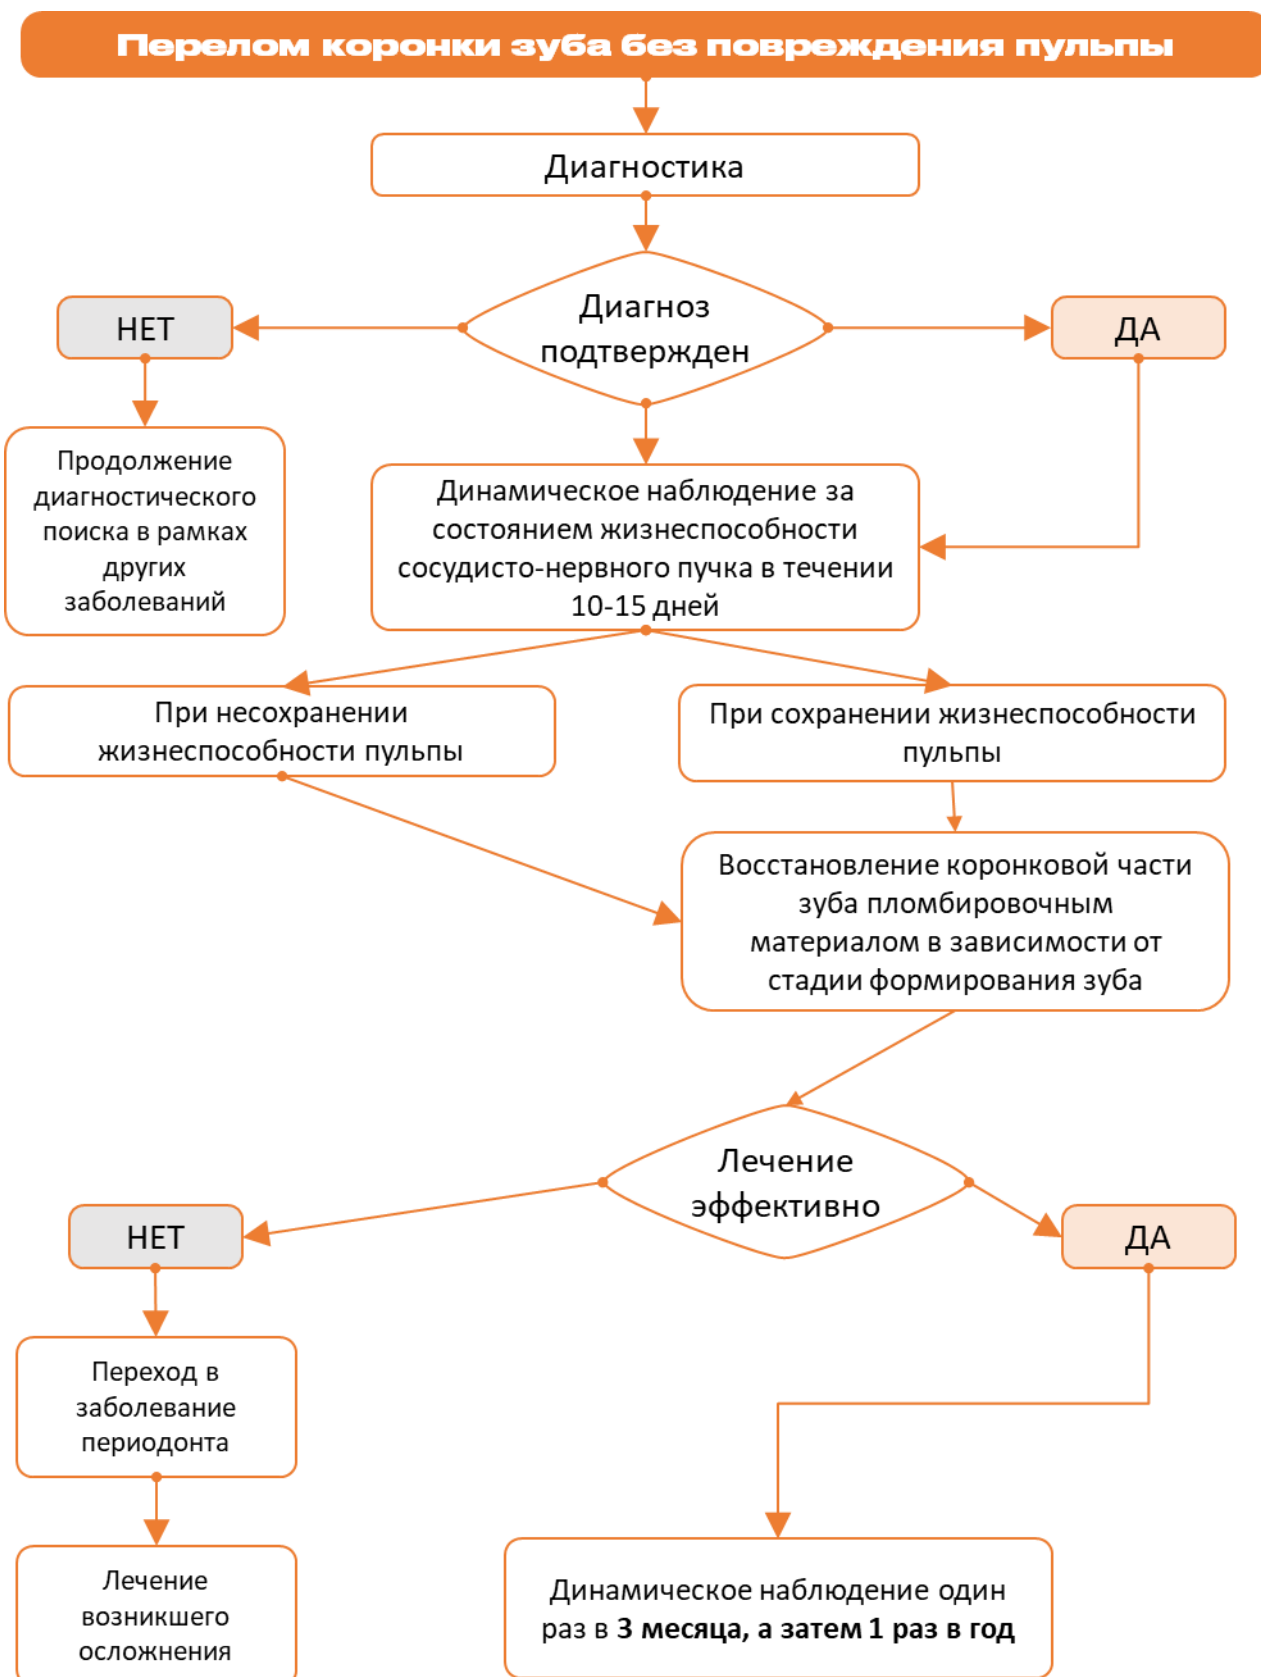 Перелом коронки зуба без повреждения пульпы
Диагностика
Диагноз
подтвержден
НЕТ
ДА
Продолжение
диагностического
поиска в рамках
других
заболеваний
Динамическое наблюдение за
состоянием жизнеспособности
сосудисто-нервного пучка в течении
10-15 дней
При несохранении
жизнеспособности пульпы
При сохранении жизнеспособности
пульпы
Восстановление коронковой части
зуба пломбировочным
материалом в зависимости от
стадии формирования зуба
Лечение
эффективно
НЕТ
ДА
Переход в
заболевание
периодонта
Лечение
возникшего
осложнения
Динамическое наблюдение один
раз в 3 месяца, а затем 1 раз в год